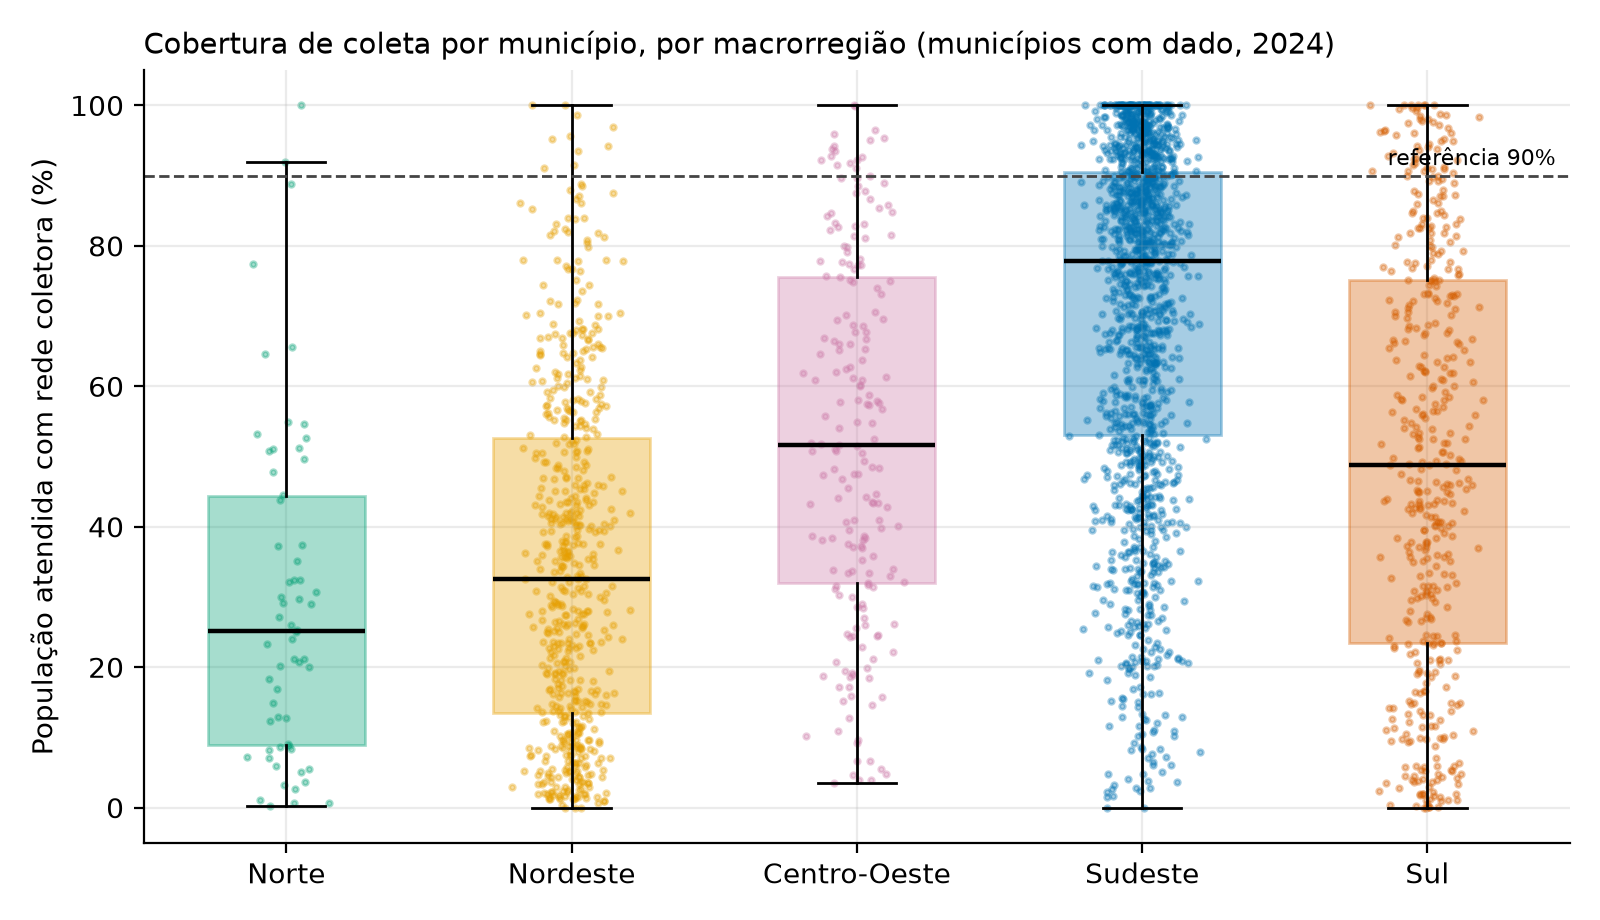 Cobertura de coleta por município, por macrorregião (municípios com dado, 2024)
População atendida com rede coletora (%)
100
80
60
40
20
0
referência 90%
Norte
Nordeste
Centro-Oeste
Sudeste
Sul